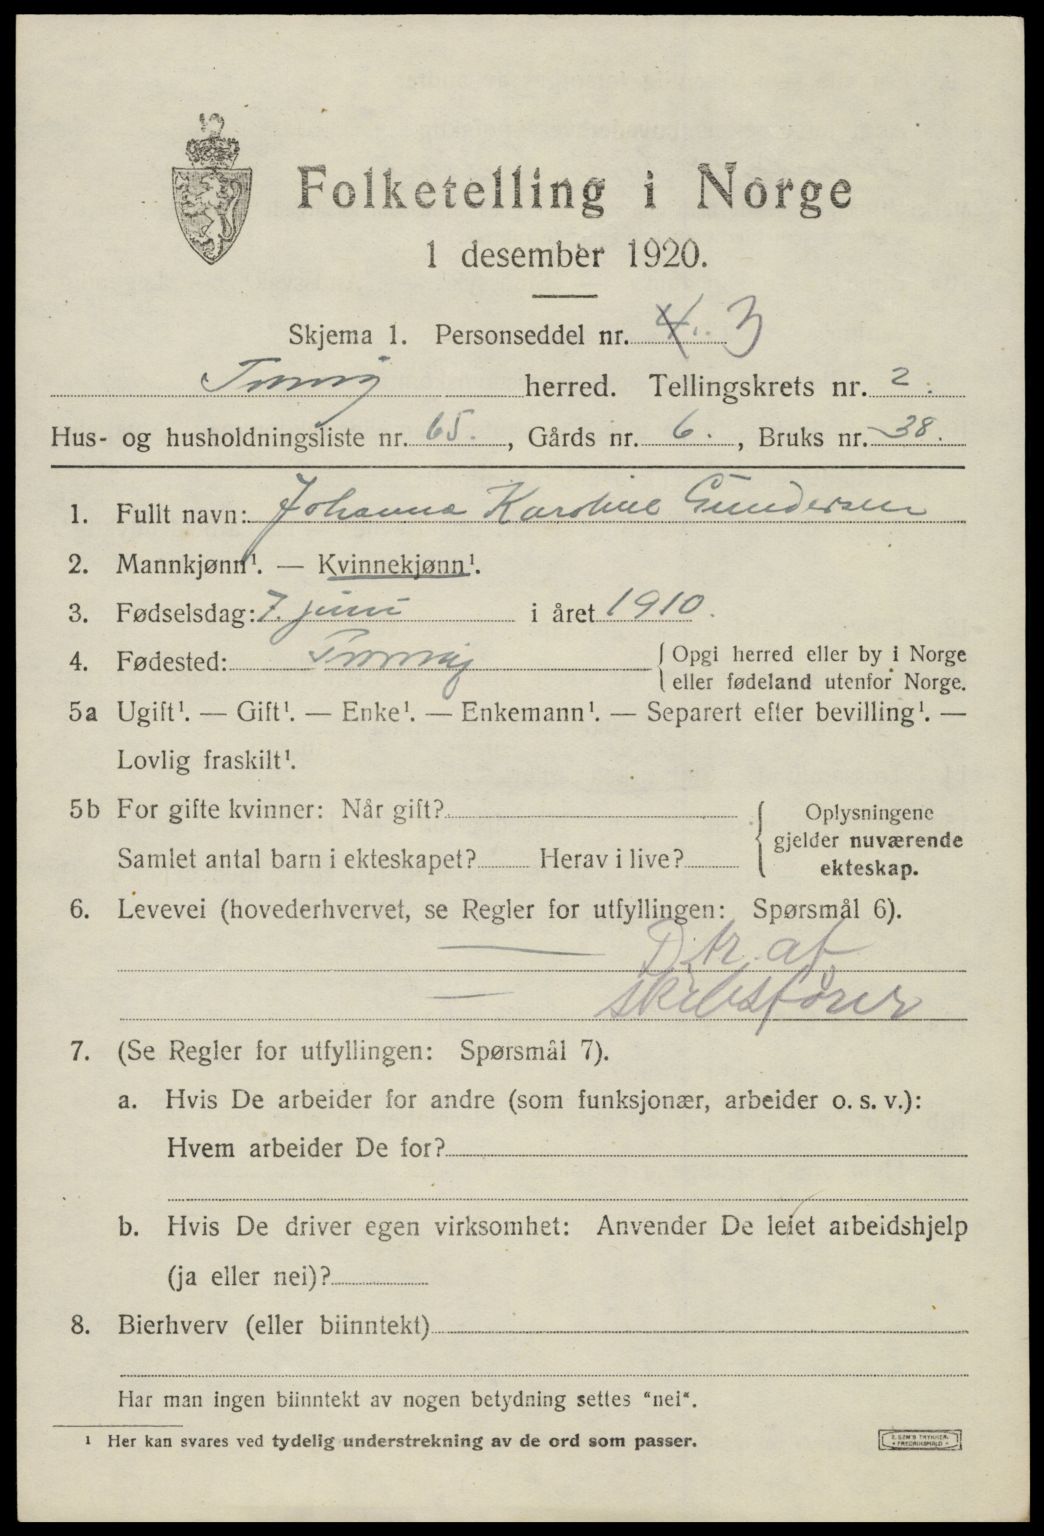 Folketelling i Norge
1 desember 1920.
Skjema 1. Personseddel nr. 4. 3
Tromøy herred. Tellingskrets nr. 2.
Hus- og husholdningsliste nr. 65., Gårds nr. 6., Bruks nr. 38.
1. Fullt navn: Johanna Karoline Gundersen
2. Mannkjønn¹. — Kvinnekjønn¹.
3. Fødselsdag: 7. juni i året 1910.
4. Fødested: Tromøy { Opgi herred eller by i Norge
eller fødeland utenfor Norge.
5a Ugift¹. — Gift¹. — Enke¹. — Enkemann¹. — Separert efter bevilling¹. —
Lovlig fraskilt¹.
5b For gifte kvinner: Når gift? { Oplysningene
gjelder nuværende
Samlet antal barn i ekteskapet? Herav i live?
ekteskap.
6. Levevei (hovederhvervet, se Regler for utfyllingen: Spørsmål 6).
— Dtr. af
— skibsfører
7. (Se Regler for utfyllingen: Spørsmål 7).
a. Hvis De arbeider for andre (som funksjonær, arbeider o. s. v.):
Hvem arbeider De for?
b. Hvis De driver egen virksomhet: Anvender De leiet arbeidshjelp
(ja eller nei)?
8. Bierhverv (eller biinntekt)
Har man ingen biinntekt av nogen betydning settes "nei".
¹ Her kan svares ved tydelig understrekning av de ord som passer.